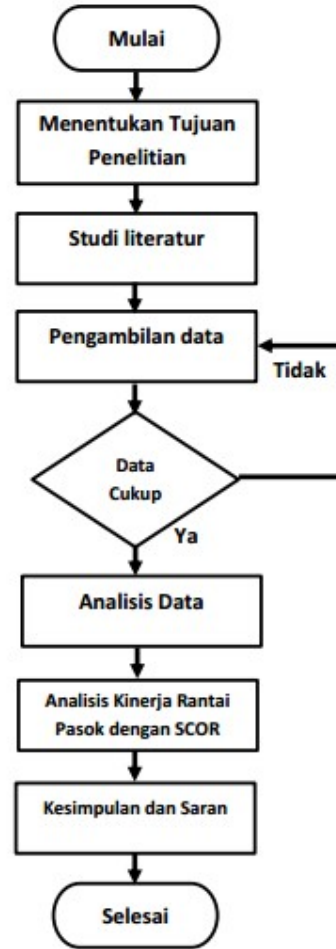 Mulai
Menentukan Tujuan
Penelitian
Studi literatur
Pengambilan data
Tidak
Data
Cukup
Ya
Analisis Data
Analisis Kinerja Rantai
Pasok dengan SCOR
Kesimpulan dan Saran
Selesai